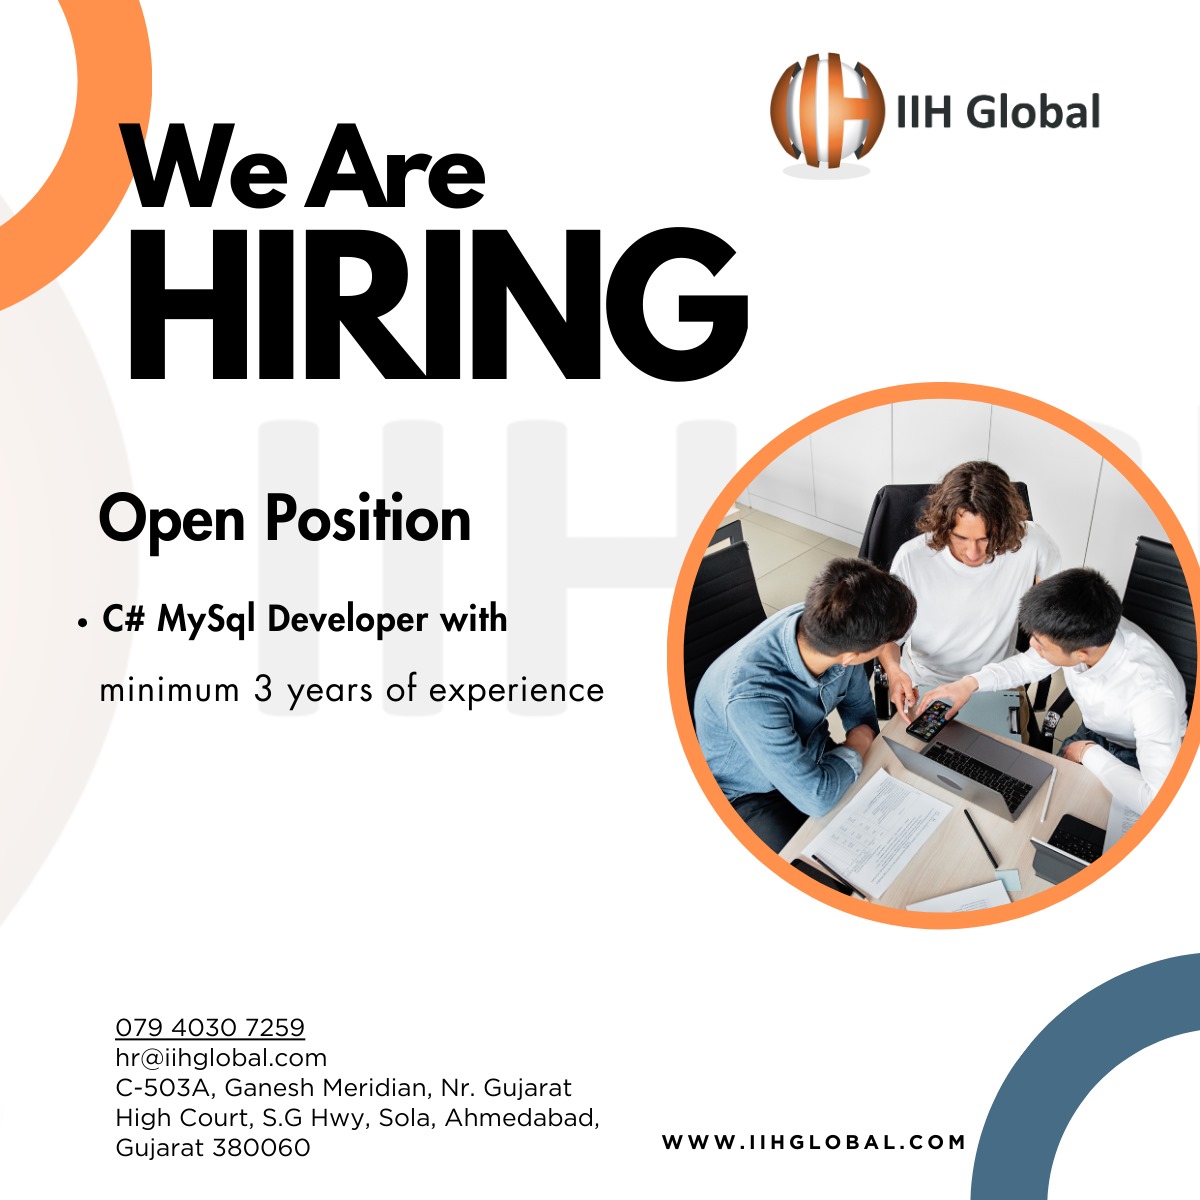 IIH Global
We Are
HIRING
Open Position
• C# MySql Developer with
minimum 3 years of experience
079 4030 7259
hr@iihglobal.com
C-503A, Ganesh Meridian, Nr. Gujarat
High Court, S.G Hwy, Sola, Ahmedabad,
Gujarat 380060
WWW.IIHGLOBAL.COM